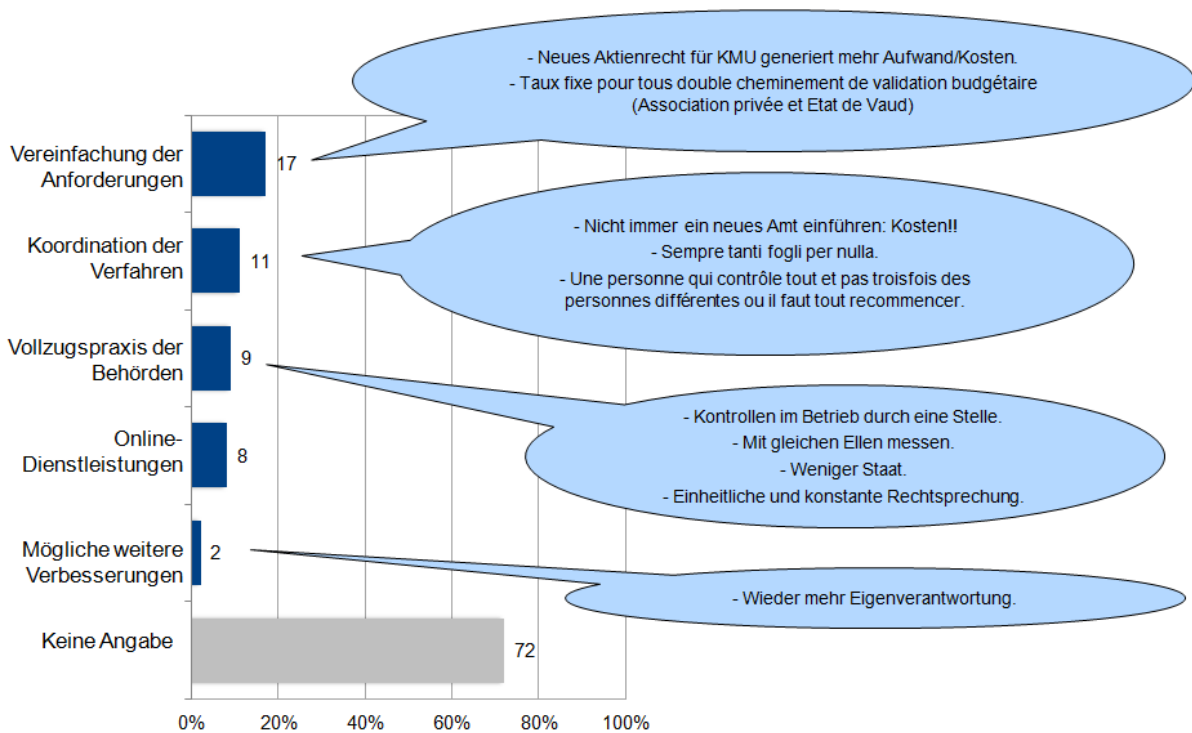 - Neues Aktienrecht für KMU generiert mehr Aufwand/Kosten.
- Taux fixe pour tous double cheminement de validation budgétaire
(Association privée et Etat de Vaud)
Vereinfachung der
Anforderungen
17
- Nicht immer ein neues Amt einführen: Kosten!!
- Sempre tanti fogli per nulla.
- Une personne qui contrôle tout et pas troisfois des
personnes différentes ou il faut tout recommencer.
Koordination der
Verfahren
11
Vollzugspraxis der
Behörden
9
- Kontrollen im Betrieb durch eine Stelle.
- Mit gleichen Ellen messen.
- Weniger Staat.
- Einheitliche und konstante Rechtsprechung.
Online-
Dienstleistungen
8
Mögliche weitere
Verbesserungen
2
- Wieder mehr Eigenverantwortung.
Keine Angabe
72
0% 20% 40% 60% 80% 100%